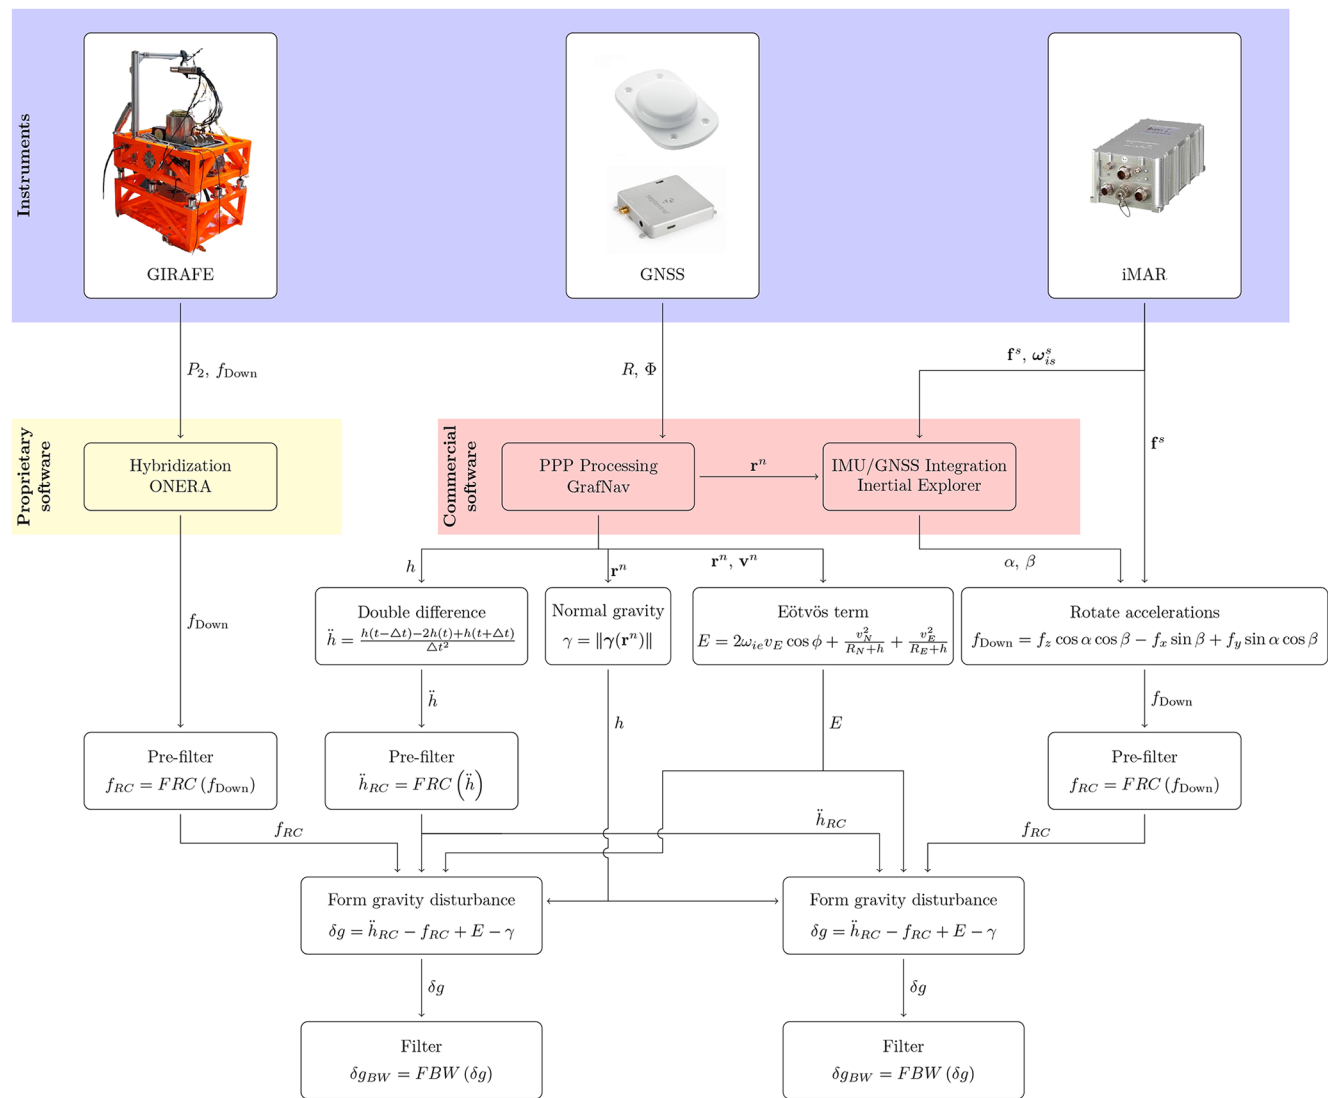 Instruments
GIRAFE
GNSS
iMAR
P₂, f_Down
R, Φ
f^s, ω^s_is
f^s
Proprietary
software
Hybridization
ONERA
Commercial
software
PPP Processing
GrafNav
r^n
IMU/GNSS Integration
Inertial Explorer
f_Down
h
r^n
r^n, v^n
α, β
Double difference
ḧ = (h(t−△t)−2h(t)+h(t+△t))/△t²
Normal gravity
γ = ‖γ(r^n)‖
Eötvös term
E = 2ω_ie v_E cos ϕ + v_N²/(R_N+h) + v_E²/(R_E+h)
Rotate accelerations
f_Down = f_z cos α cos β − f_x sin β + f_y sin α cos β
ḧ
h
E
f_Down
Pre-filter
f_RC = FRC (f_Down)
Pre-filter
ḧ_RC = FRC (ḧ)
Pre-filter
f_RC = FRC (f_Down)
f_RC
ḧ_RC
f_RC
Form gravity disturbance
δg = ḧ_RC − f_RC + E − γ
Form gravity disturbance
δg = ḧ_RC − f_RC + E − γ
δg
δg
Filter
δg_BW = FBW (δg)
Filter
δg_BW = FBW (δg)